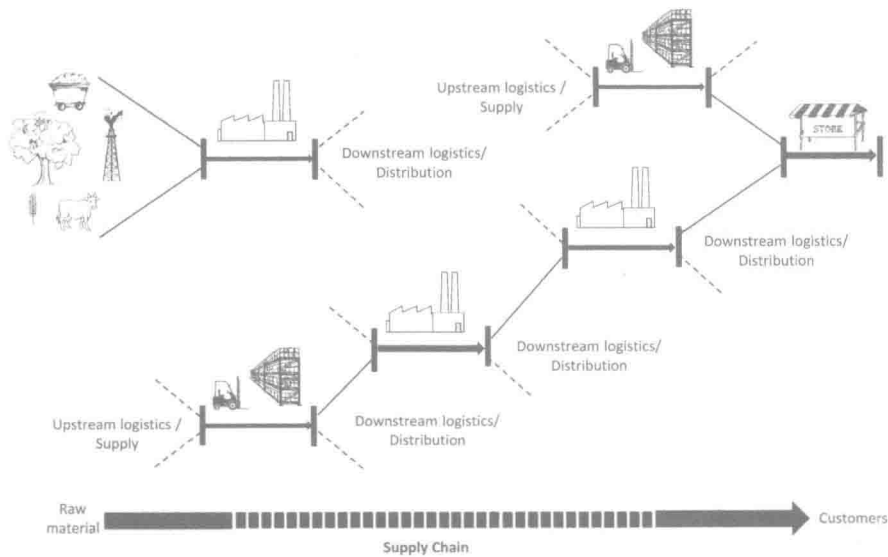 Upstream logistics /
Supply
STORE
Downstream logistics/
Distribution
Downstream logistics/
Distribution
Downstream logistics/
Distribution
Upstream logistics /
Supply
Downstream logistics/
Distribution
Raw
material
Customers
Supply Chain